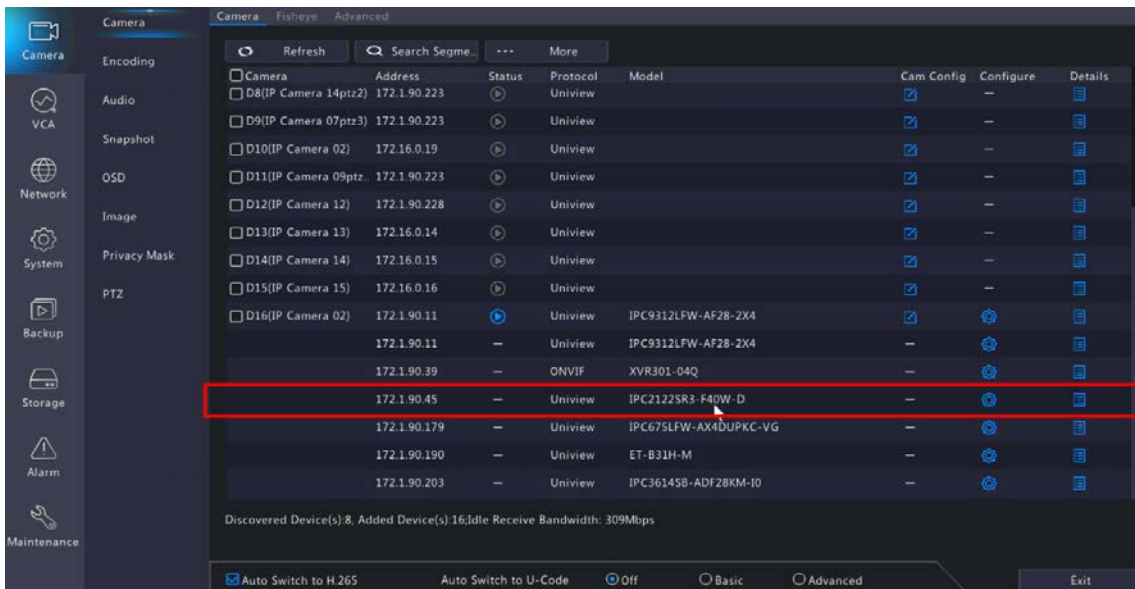 Camera
VCA
Network
System
Backup
Storage
Alarm
Maintenance
Camera
Encoding
Audio
Snapshot
OSD
Image
Privacy Mask
PTZ
Camera Fisheye Advanced
Refresh Search Segme.. ... More
Camera Address Status Protocol Model Cam Config Configure Details
D8(IP Camera 14ptz2) 172.1.90.223 Uniview —
D9(IP Camera 07ptz3) 172.1.90.223 Uniview —
D10(IP Camera 02) 172.16.0.19 Uniview —
D11(IP Camera 09ptz.. 172.1.90.223 Uniview —
D12(IP Camera 12) 172.1.90.228 Uniview —
D13(IP Camera 13) 172.16.0.14 Uniview —
D14(IP Camera 14) 172.16.0.15 Uniview —
D15(IP Camera 15) 172.16.0.16 Uniview —
D16(IP Camera 02) 172.1.90.11 Uniview IPC9312LFW-AF28-2X4
172.1.90.11 — Uniview IPC9312LFW-AF28-2X4 —
172.1.90.39 — ONVIF XVR301-04Q —
172.1.90.45 — Uniview IPC2122SR3-F40W-D —
172.1.90.179 — Uniview IPC675LFW-AX4DUPKC-VG —
172.1.90.190 — Uniview ET-B31H-M —
172.1.90.203 — Uniview IPC3614SB-ADF28KM-I0 —
Discovered Device(s):8, Added Device(s):16;Idle Receive Bandwidth: 309Mbps
Auto Switch to H.265 Auto Switch to U-Code Off Basic Advanced Exit